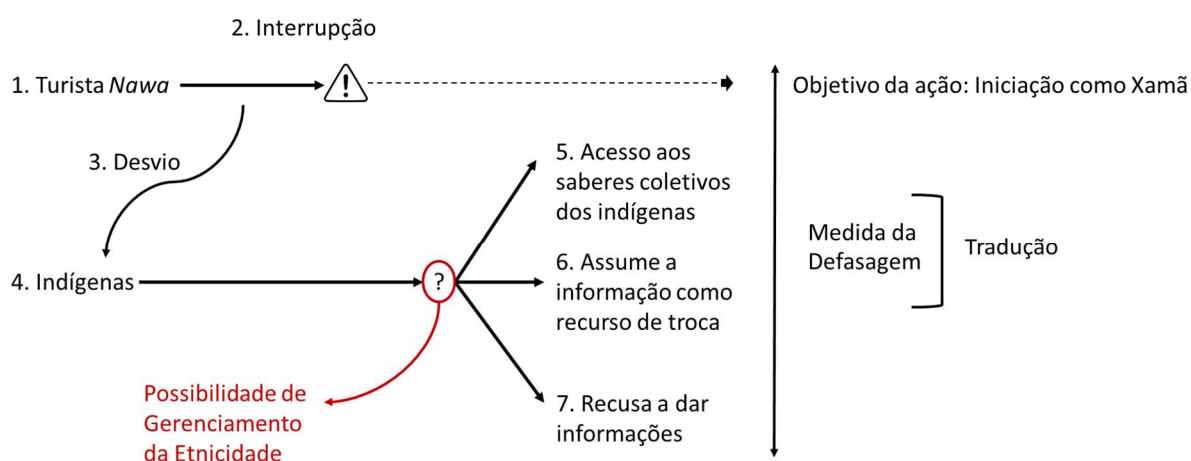 2. Interrupção
1. Turista Nawa
!
Objetivo da ação: Iniciação como Xamã
3. Desvio
5. Acesso aos
saberes coletivos
dos indígenas
Medida da
Defasagem
Tradução
4. Indígenas
?
6. Assume a
informação como
recurso de troca
Possibilidade de
Gerenciamento
da Etnicidade
7. Recusa a dar
informações